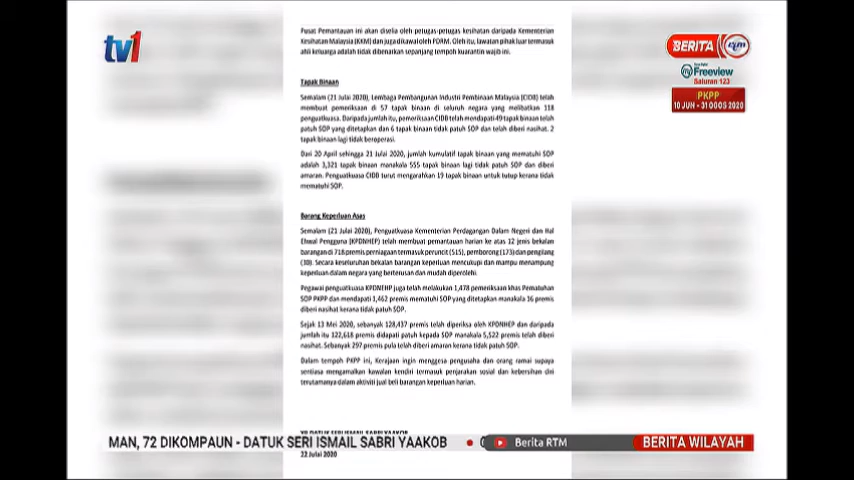 tv1
BERITA rtm
Freeview
Saluran 123
PKPP
10 JUN - 31 OGOS 2020
Pusat Pemantauan ini akan diselia oleh petugas-petugas kesihatan daripada Kementerian
Kesihatan Malaysia (KKM) dan juga dikawal oleh PDRM. Oleh itu, lawatan pihak luar termasuk
ahli keluarga adalah tidak dibenarkan sepanjang tempoh kuarantin wajib ini.
Tapak Binaan
Semalam (21 Julai 2020), Lembaga Pembangunan Industri Pembinaan Malaysia (CIDB) telah
membuat pemeriksaan di 57 tapak binaan di seluruh negara yang melibatkan 118
penguatkuasa. Daripada jumlah itu, pemeriksaan CIDB telah mendapati 49 tapak binaan telah
patuh SOP yang ditetapkan dan 6 tapak binaan tidak patuh SOP dan telah diberi nasihat. 2
tapak binaan lagi tidak beroperasi.
Dari 20 April sehingga 21 Julai 2020, jumlah kumulatif tapak binaan yang mematuhi SOP
adalah 3,321 tapak binaan manakala 555 tapak binaan lagi tidak patuh SOP dan diberi
amaran. Penguatkuasa CIDB turut mengarahkan 19 tapak binaan untuk tutup kerana tidak
mematuhi SOP.
Barang Keperluan Asas
Semalam (21 Julai 2020), Penguatkuasa Kementerian Perdagangan Dalam Negeri dan Hal
Ehwal Pengguna (KPDNHEP) telah membuat pemantauan harian ke atas 12 jenis bekalan
barangan di 718 premis perniagaan termasuk peruncit (515), pemborong (173) dan pengilang
(30). Secara keseluruhan bekalan barangan keperluan mencukupi dan mampu menampung
keperluan dalam negara yang berterusan dan mudah diperolehi.
Pegawai penguatkuasa KPDNEHP juga telah melakukan 1,478 pemeriksaan khas Pematuhan
SOP PKPP dan mendapati 1,462 premis mematuhi SOP yang ditetapkan manakala 16 premis
diberi nasihat kerana tidak patuh SOP.
Sejak 13 Mei 2020, sebanyak 128,437 premis telah diperiksa oleh KPDNHEP dan daripada
jumlah itu 122,618 premis didapati patuh kepada SOP manakala 5,522 premis telah diberi
nasihat. Sebanyak 297 premis pula telah diberi amaran kerana tidak patuh SOP.
Dalam tempoh PKPP ini, Kerajaan ingin menggesa pengusaha dan orang ramai supaya
sentiasa mengamalkan kawalan kendiri termasuk penjarakan sosial dan kebersihan diri
terutamanya dalam aktiviti jual beli barangan keperluan harian.
YB DATUK SERI ISMAIL SABRI YAAKOB
MAN, 72 DIKOMPAUN - DATUK SERI ISMAIL SABRI YAAKOB
Berita RTM
BERITA WILAYAH
22 Julai 2020